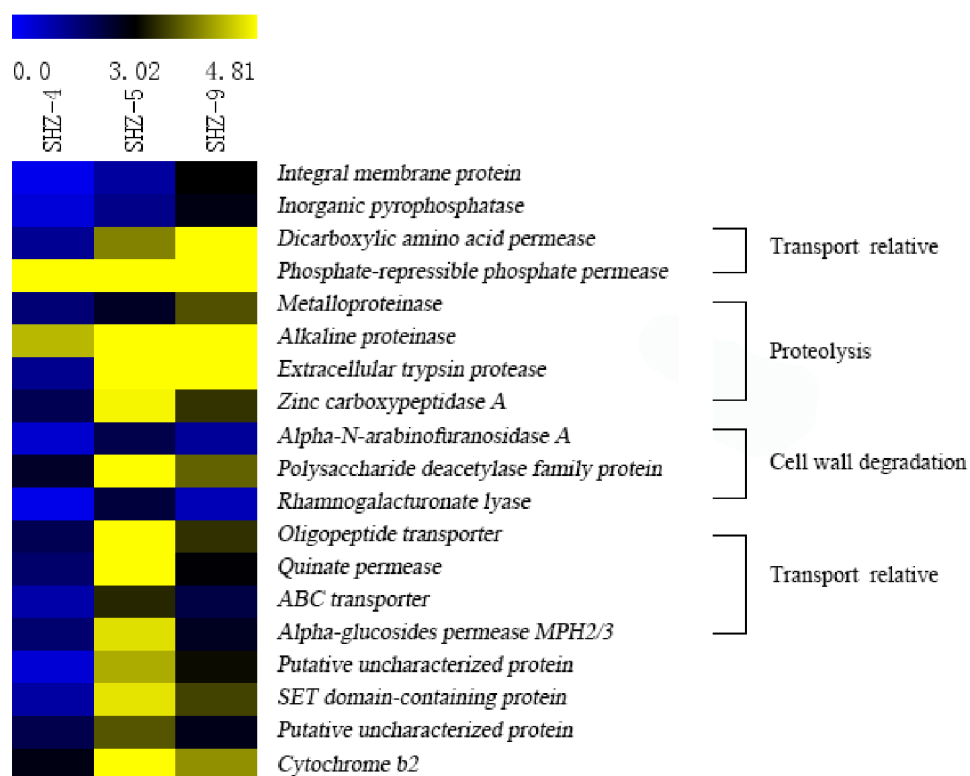 0.0 3.02 4.81
SHZ-4 SHZ-5 SHZ-9
Integral membrane protein
Inorganic pyrophosphatase
Dicarboxylic amino acid permease
Phosphate-repressible phosphate permease
Transport relative
Metalloproteinase
Alkaline proteinase
Extracellular trypsin protease
Zinc carboxypeptidase A
Proteolysis
Alpha-N-arabinofuranosidase A
Polysaccharide deacetylase family protein
Rhamnogalacturonate lyase
Cell wall degradation
Oligopeptide transporter
Quinate permease
ABC transporter
Alpha-glucosides permease MPH2/3
Transport relative
Putative uncharacterized protein
SET domain-containing protein
Putative uncharacterized protein
Cytochrome b2